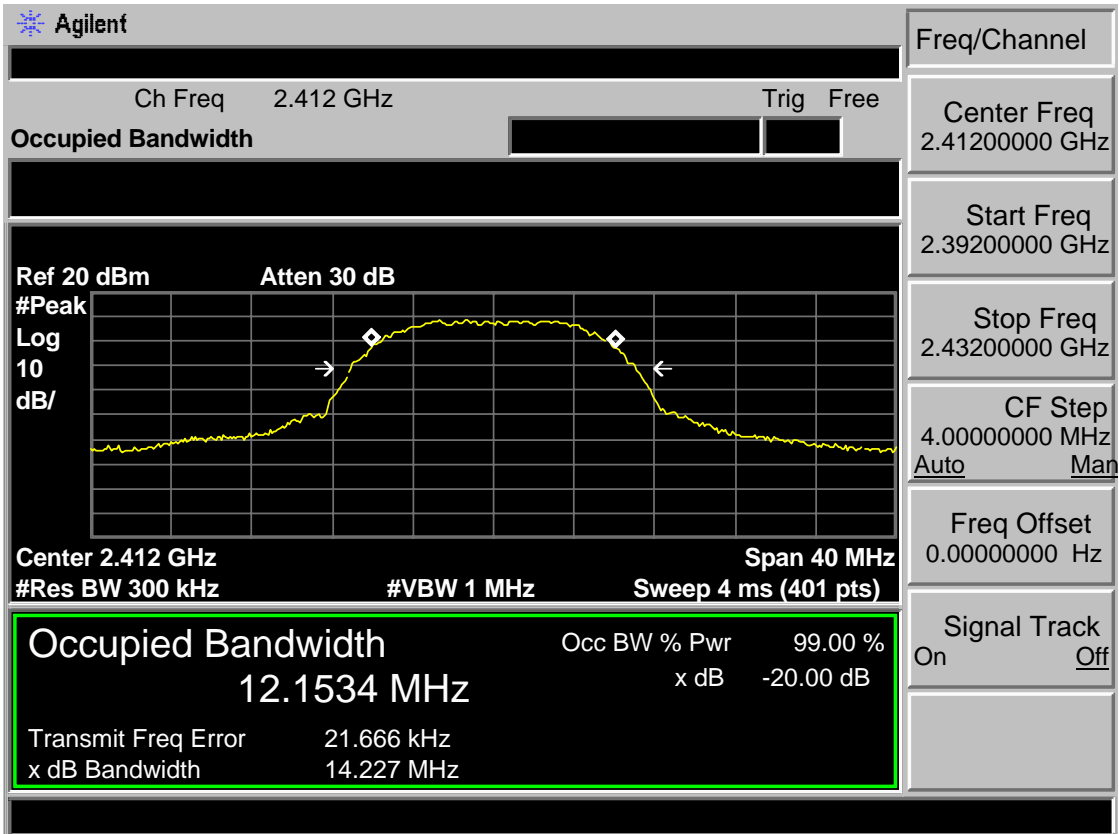 Agilent
Freq/Channel
Ch Freq 2.412 GHz Trig Free
Occupied Bandwidth
Center Freq
2.41200000 GHz
Start Freq
2.39200000 GHz
Stop Freq
2.43200000 GHz
CF Step
4.00000000 MHz
Auto Man
Freq Offset
0.00000000 Hz
Signal Track
On Off
Ref 20 dBm Atten 30 dB
#Peak
Log
10
dB/
Center 2.412 GHz Span 40 MHz
#Res BW 300 kHz #VBW 1 MHz Sweep 4 ms (401 pts)
Occupied Bandwidth Occ BW % Pwr 99.00 %
12.1534 MHz x dB -20.00 dB
Transmit Freq Error 21.666 kHz
x dB Bandwidth 14.227 MHz